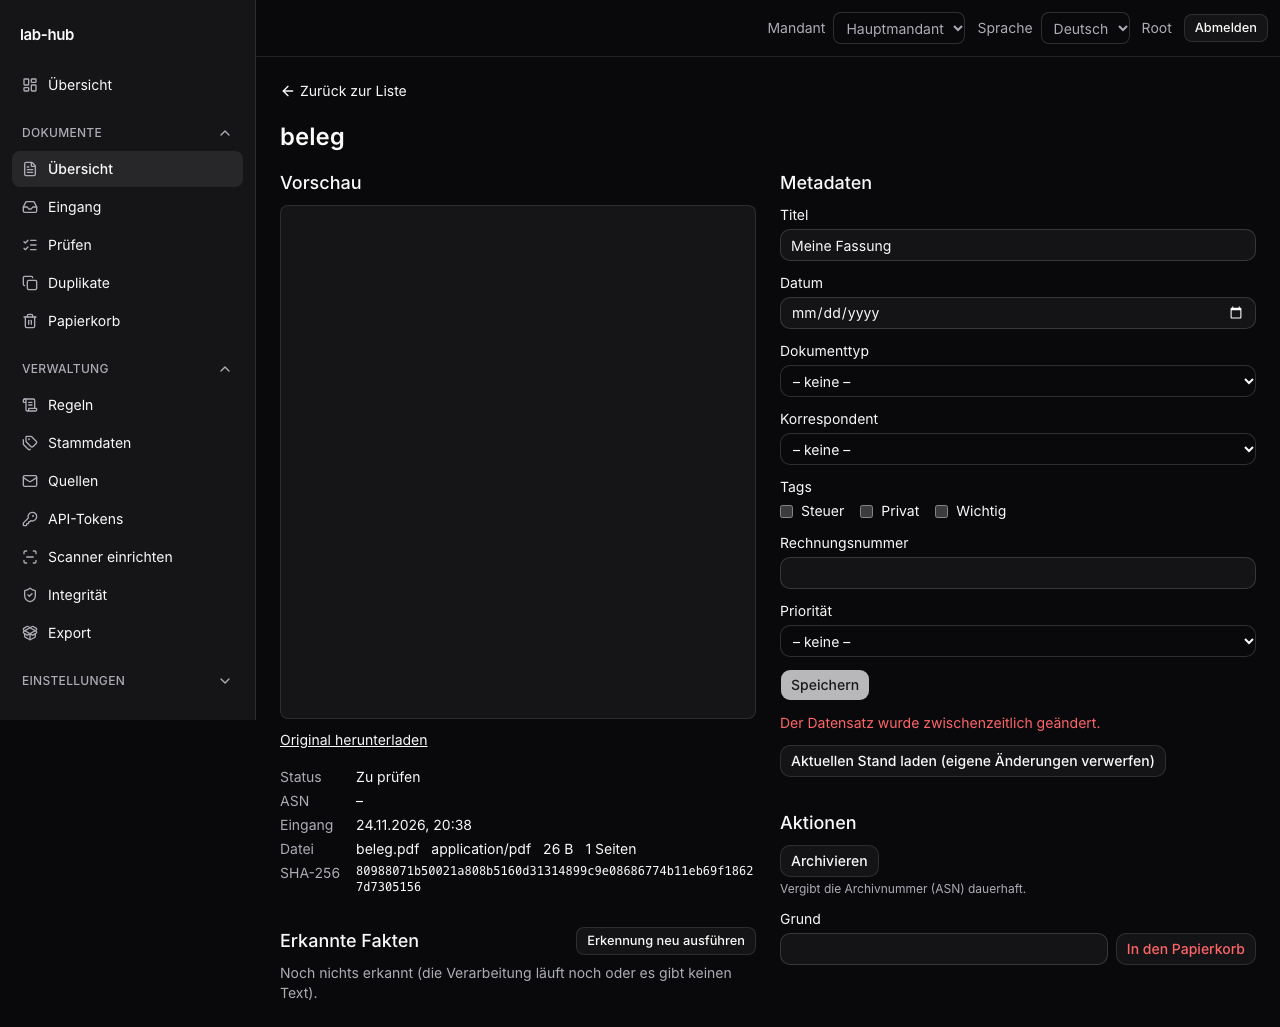 lab-hub
Mandant
Hauptmandant
Sprache
Deutsch
Root
Abmelden
Übersicht
DOKUMENTE
Übersicht
Eingang
Prüfen
Duplikate
Papierkorb
VERWALTUNG
Regeln
Stammdaten
Quellen
API-Tokens
Scanner einrichten
Integrität
Export
EINSTELLUNGEN
Zurück zur Liste
beleg
Vorschau
Original herunterladen
Status Zu prüfen
ASN –
Eingang 24.11.2026, 20:38
Datei beleg.pdf application/pdf 26 B 1 Seiten
SHA-256 80988071b50021a808b5160d31314899c9e08686774b11eb69f1862
7d7305156
Erkannte Fakten
Erkennung neu ausführen
Noch nichts erkannt (die Verarbeitung läuft noch oder es gibt keinen
Text).
Metadaten
Titel
Meine Fassung
Datum
mm/dd/yyyy
Dokumenttyp
– keine –
Korrespondent
– keine –
Tags
Steuer Privat Wichtig
Rechnungsnummer
Priorität
– keine –
Speichern
Der Datensatz wurde zwischenzeitlich geändert.
Aktuellen Stand laden (eigene Änderungen verwerfen)
Aktionen
Archivieren
Vergibt die Archivnummer (ASN) dauerhaft.
Grund
In den Papierkorb